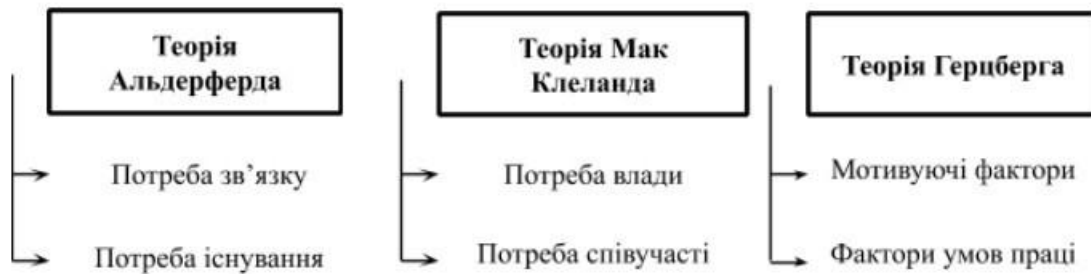 Теорія
Альдерферда
Потреба зв’язку
Потреба існування
Теорія Мак
Клеланда
Потреба влади
Потреба співучасті
Теорія Герцберга
Мотивуючі фактори
Фактори умов праці